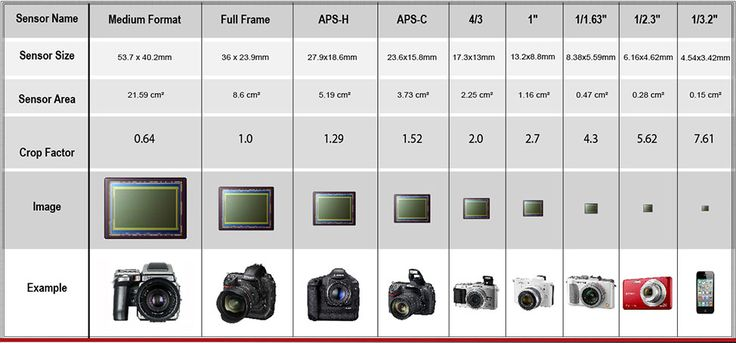 Sensor Name Medium Format Full Frame APS-H APS-C 4/3 1" 1/1.63" 1/2.3" 1/3.2"
Sensor Size 53.7 x 40.2mm 36 x 23.9mm 27.9x18.6mm 23.6x15.8mm 17.3x13mm 13.2x8.8mm 8.38x5.59mm 6.16x4.62mm 4.54x3.42mm
Sensor Area 21.59 cm² 8.6 cm² 5.19 cm² 3.73 cm² 2.25 cm² 1.16 cm² 0.47 cm² 0.28 cm² 0.15 cm²
Crop Factor 0.64 1.0 1.29 1.52 2.0 2.7 4.3 5.62 7.61
Image
Example